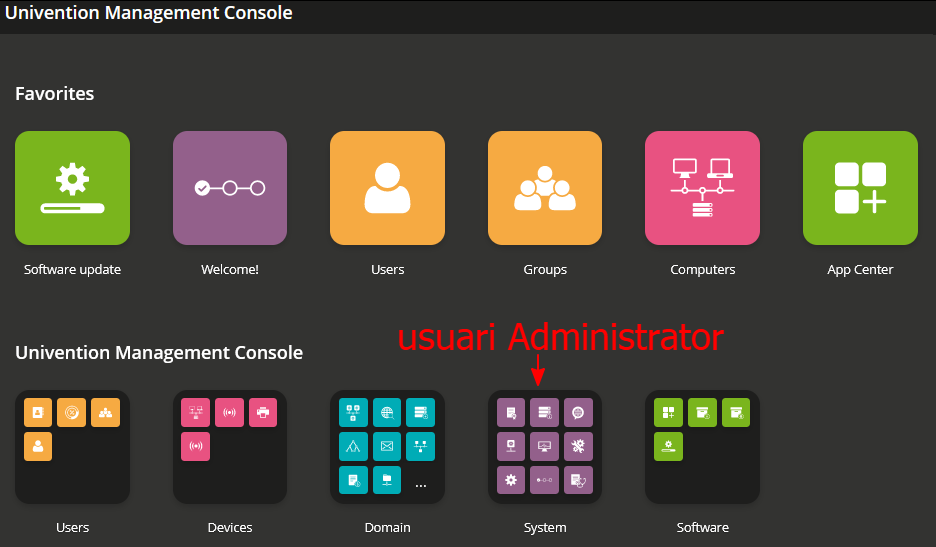 Univention Management Console
Favorites
Software update
Welcome!
Users
Groups
Computers
App Center
usuari Administrator
Univention Management Console
...
Users
Devices
Domain
System
Software